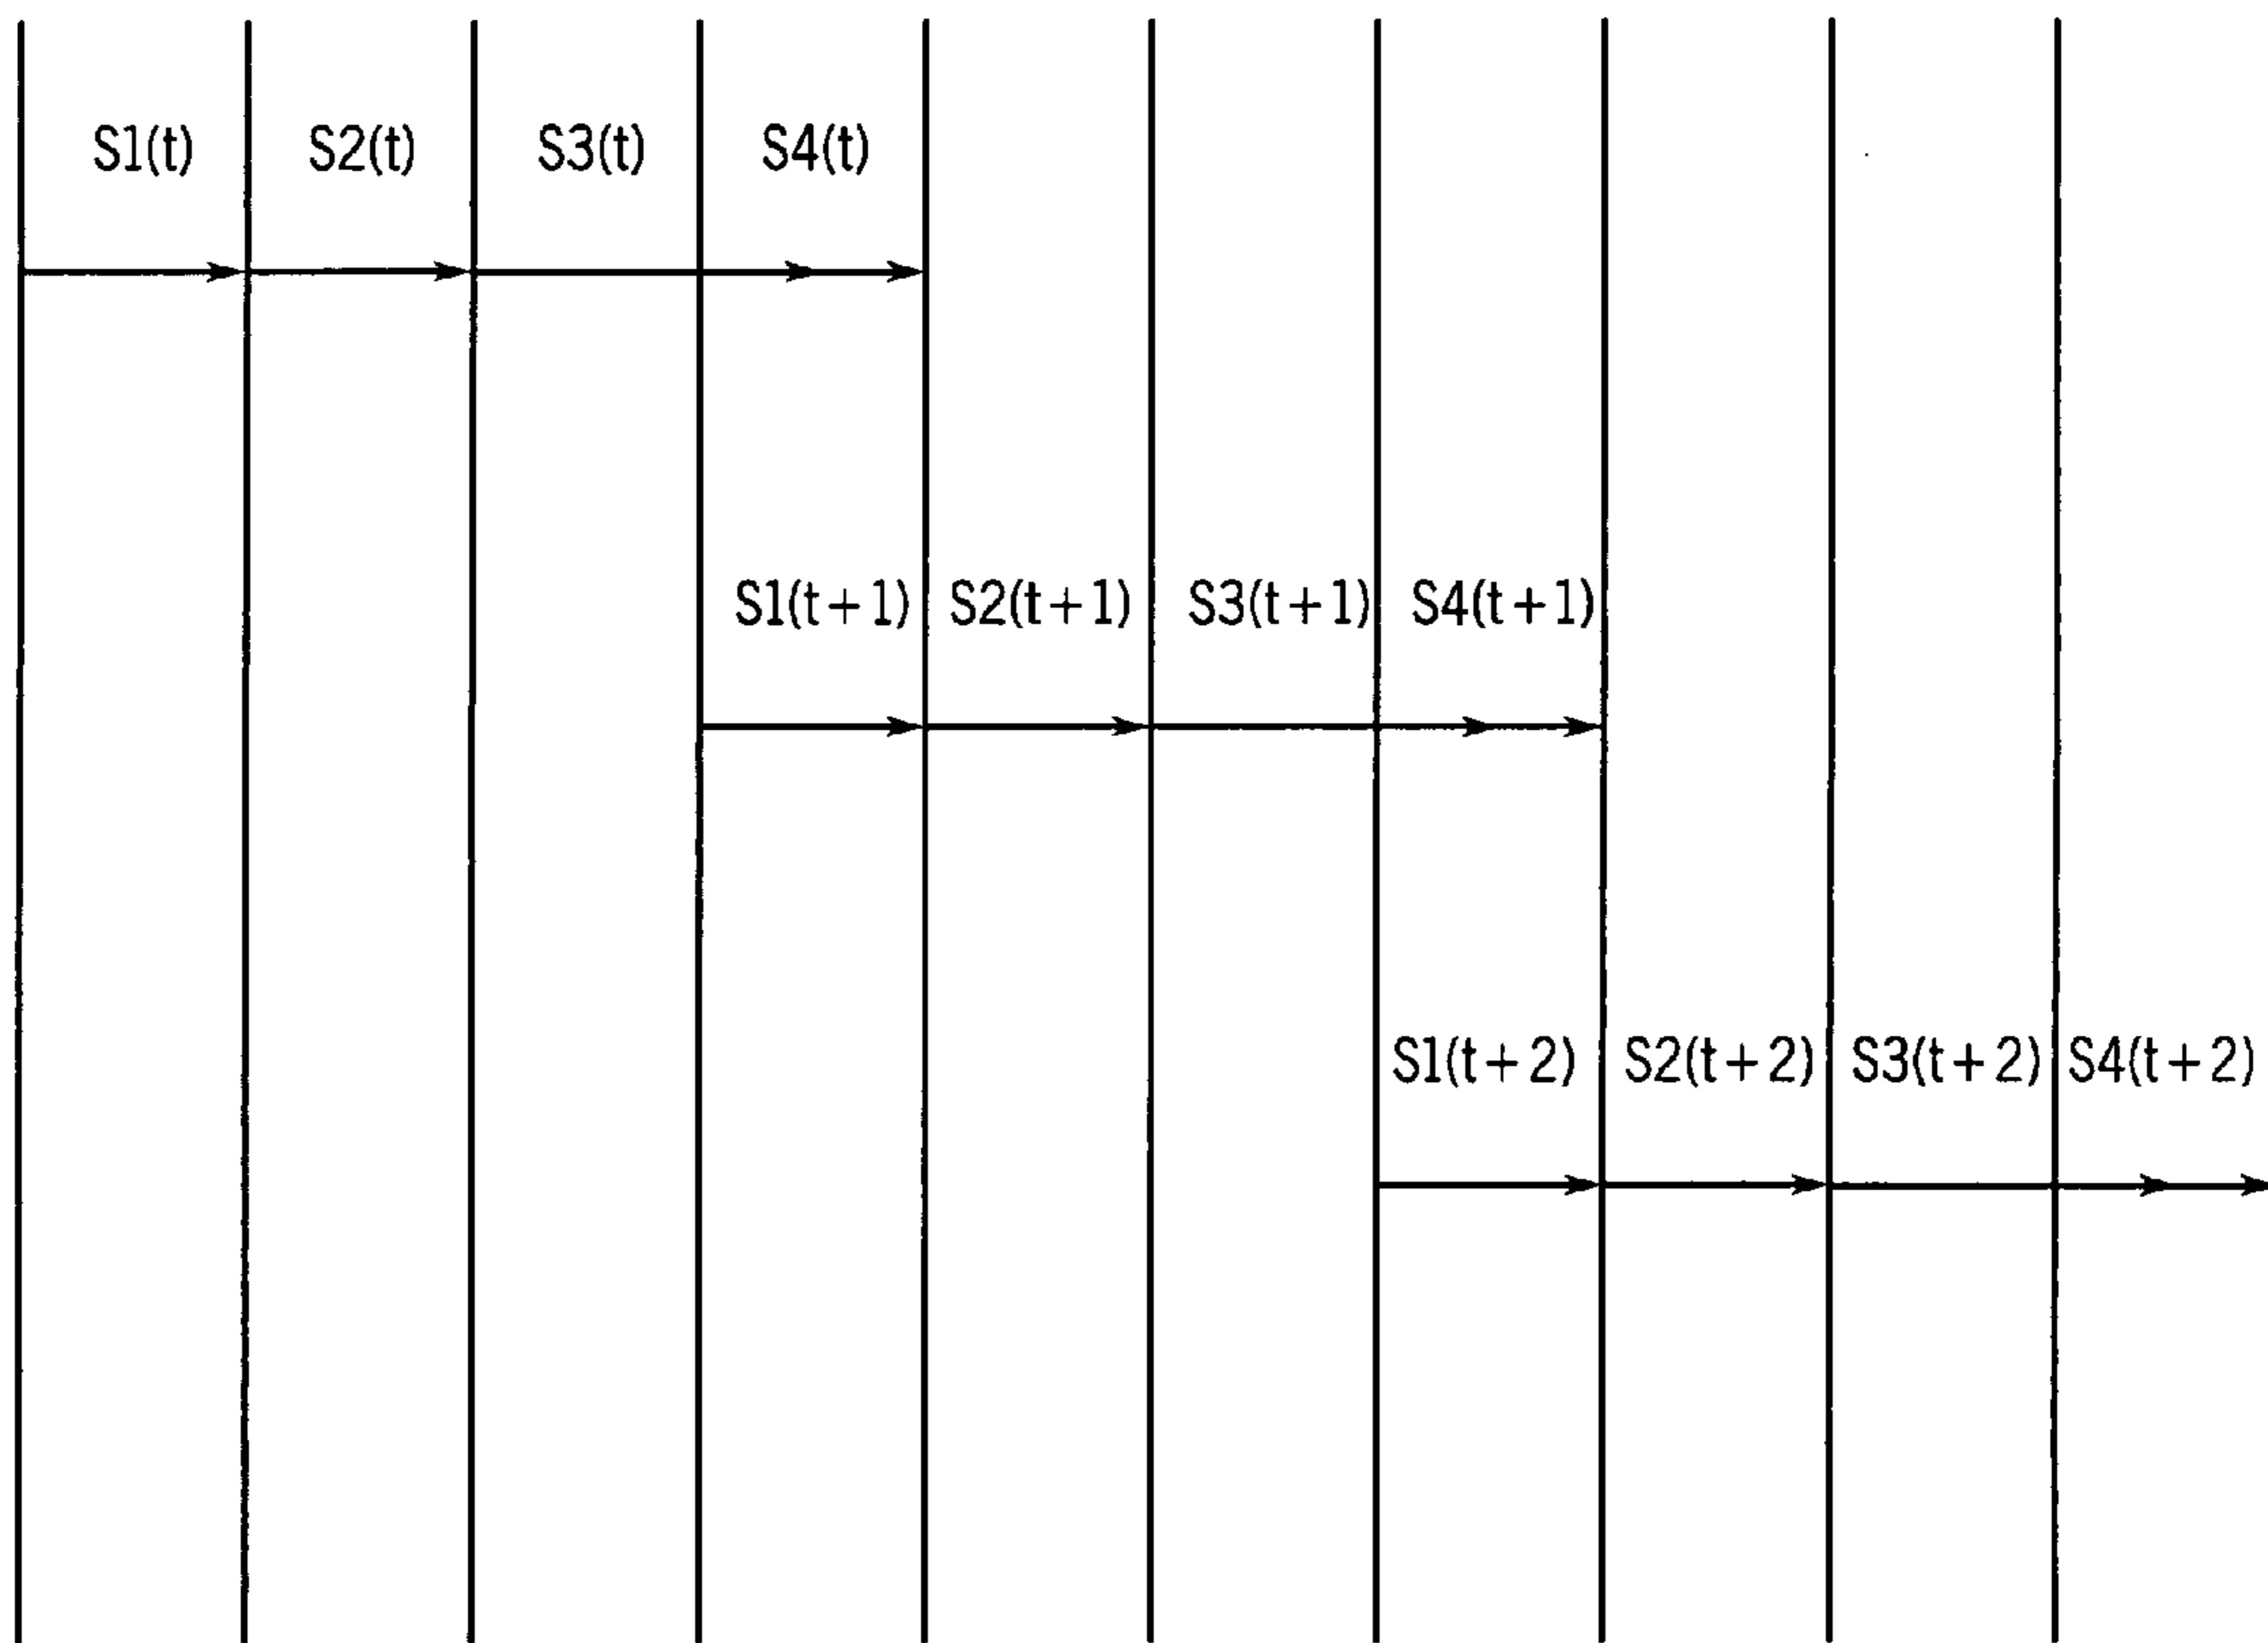 S1(t) S2(t) S3(t) S4(t)
S1(t+1) S2(t+1) S3(t+1) S4(t+1)
S1(t+2) S2(t+2) S3(t+2) S4(t+2)